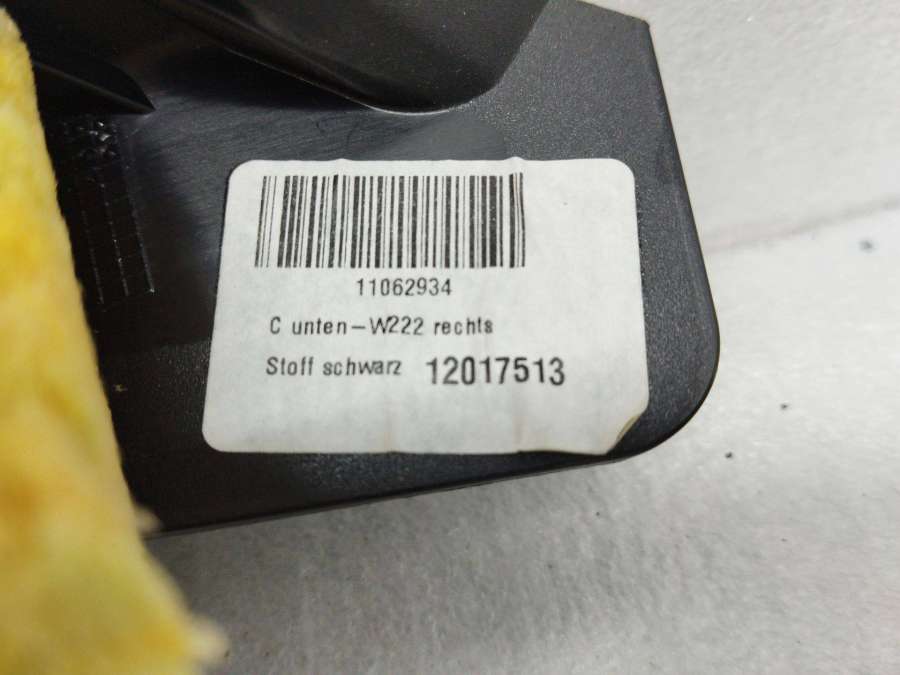 11062934
C unten-W222 rechts
Stoff schwarz 12017513